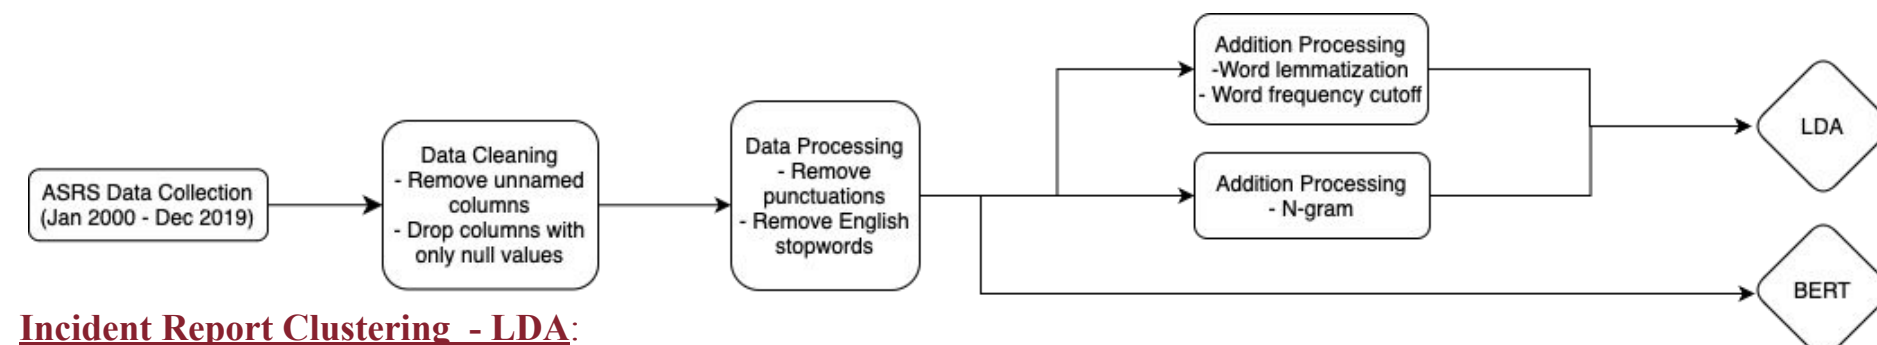 ASRS Data Collection
(Jan 2000 - Dec 2019)
Data Cleaning
- Remove unnamed
columns
- Drop columns with
only null values
Data Processing
- Remove
punctuations
- Remove English
stopwords
Addition Processing
-Word lemmatization
- Word frequency cutoff
Addition Processing
- N-gram
LDA
BERT
Incident Report Clustering - LDA: